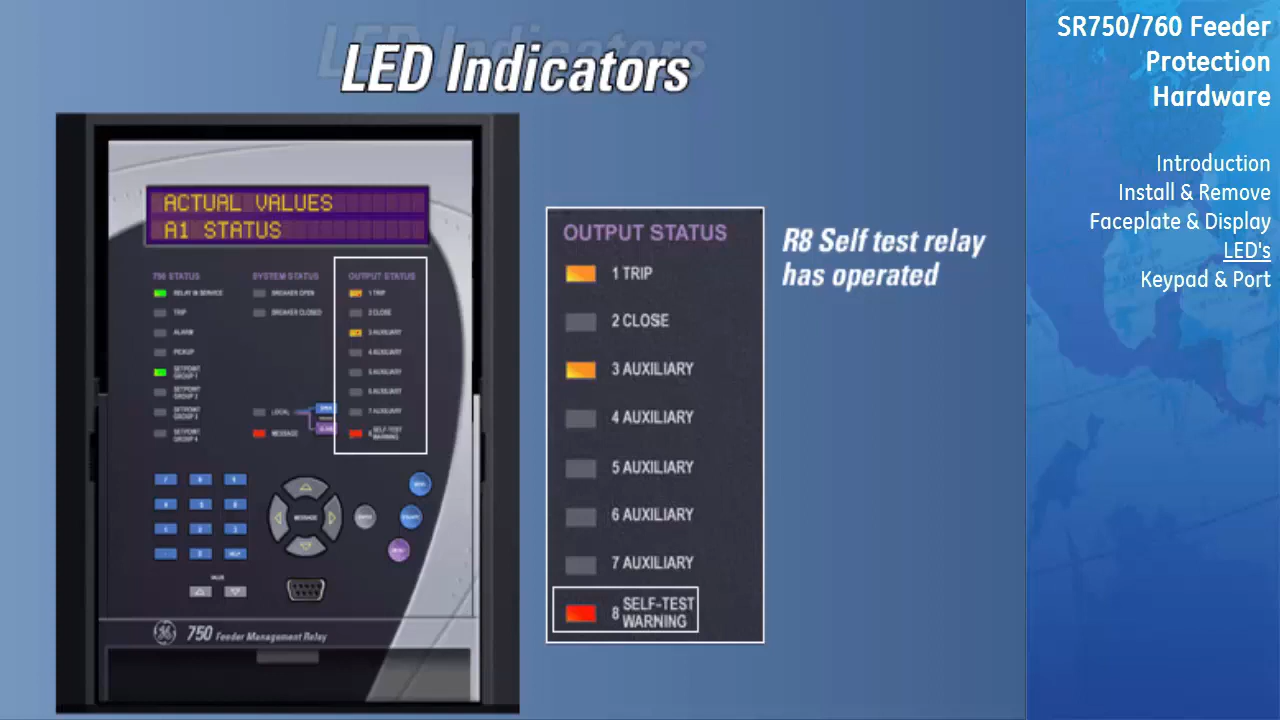 LED Indicators
SR750/760 Feeder
Protection
Hardware
Introduction
Install & Remove
Faceplate & Display
LED's
Keypad & Port
ACTUAL VALUES
A1 STATUS
750 STATUS
RELAY IN SERVICE
TRIP
ALARM
PICKUP
SETPOINT
GROUP 1
SETPOINT
GROUP 2
SETPOINT
GROUP 3
SETPOINT
GROUP 4
SYSTEM STATUS
BREAKER OPEN
BREAKER CLOSED
LOCAL
MESSAGE
OUTPUT STATUS
1 TRIP
2 CLOSE
3 AUXILIARY
4 AUXILIARY
5 AUXILIARY
6 AUXILIARY
7 AUXILIARY
8 SELF-TEST
WARNING
MESSAGE
VALUE
HELP
750 Feeder Management Relay
OUTPUT STATUS
1 TRIP
2 CLOSE
3 AUXILIARY
4 AUXILIARY
5 AUXILIARY
6 AUXILIARY
7 AUXILIARY
8 SELF-TEST
WARNING
R8 Self test relay
has operated